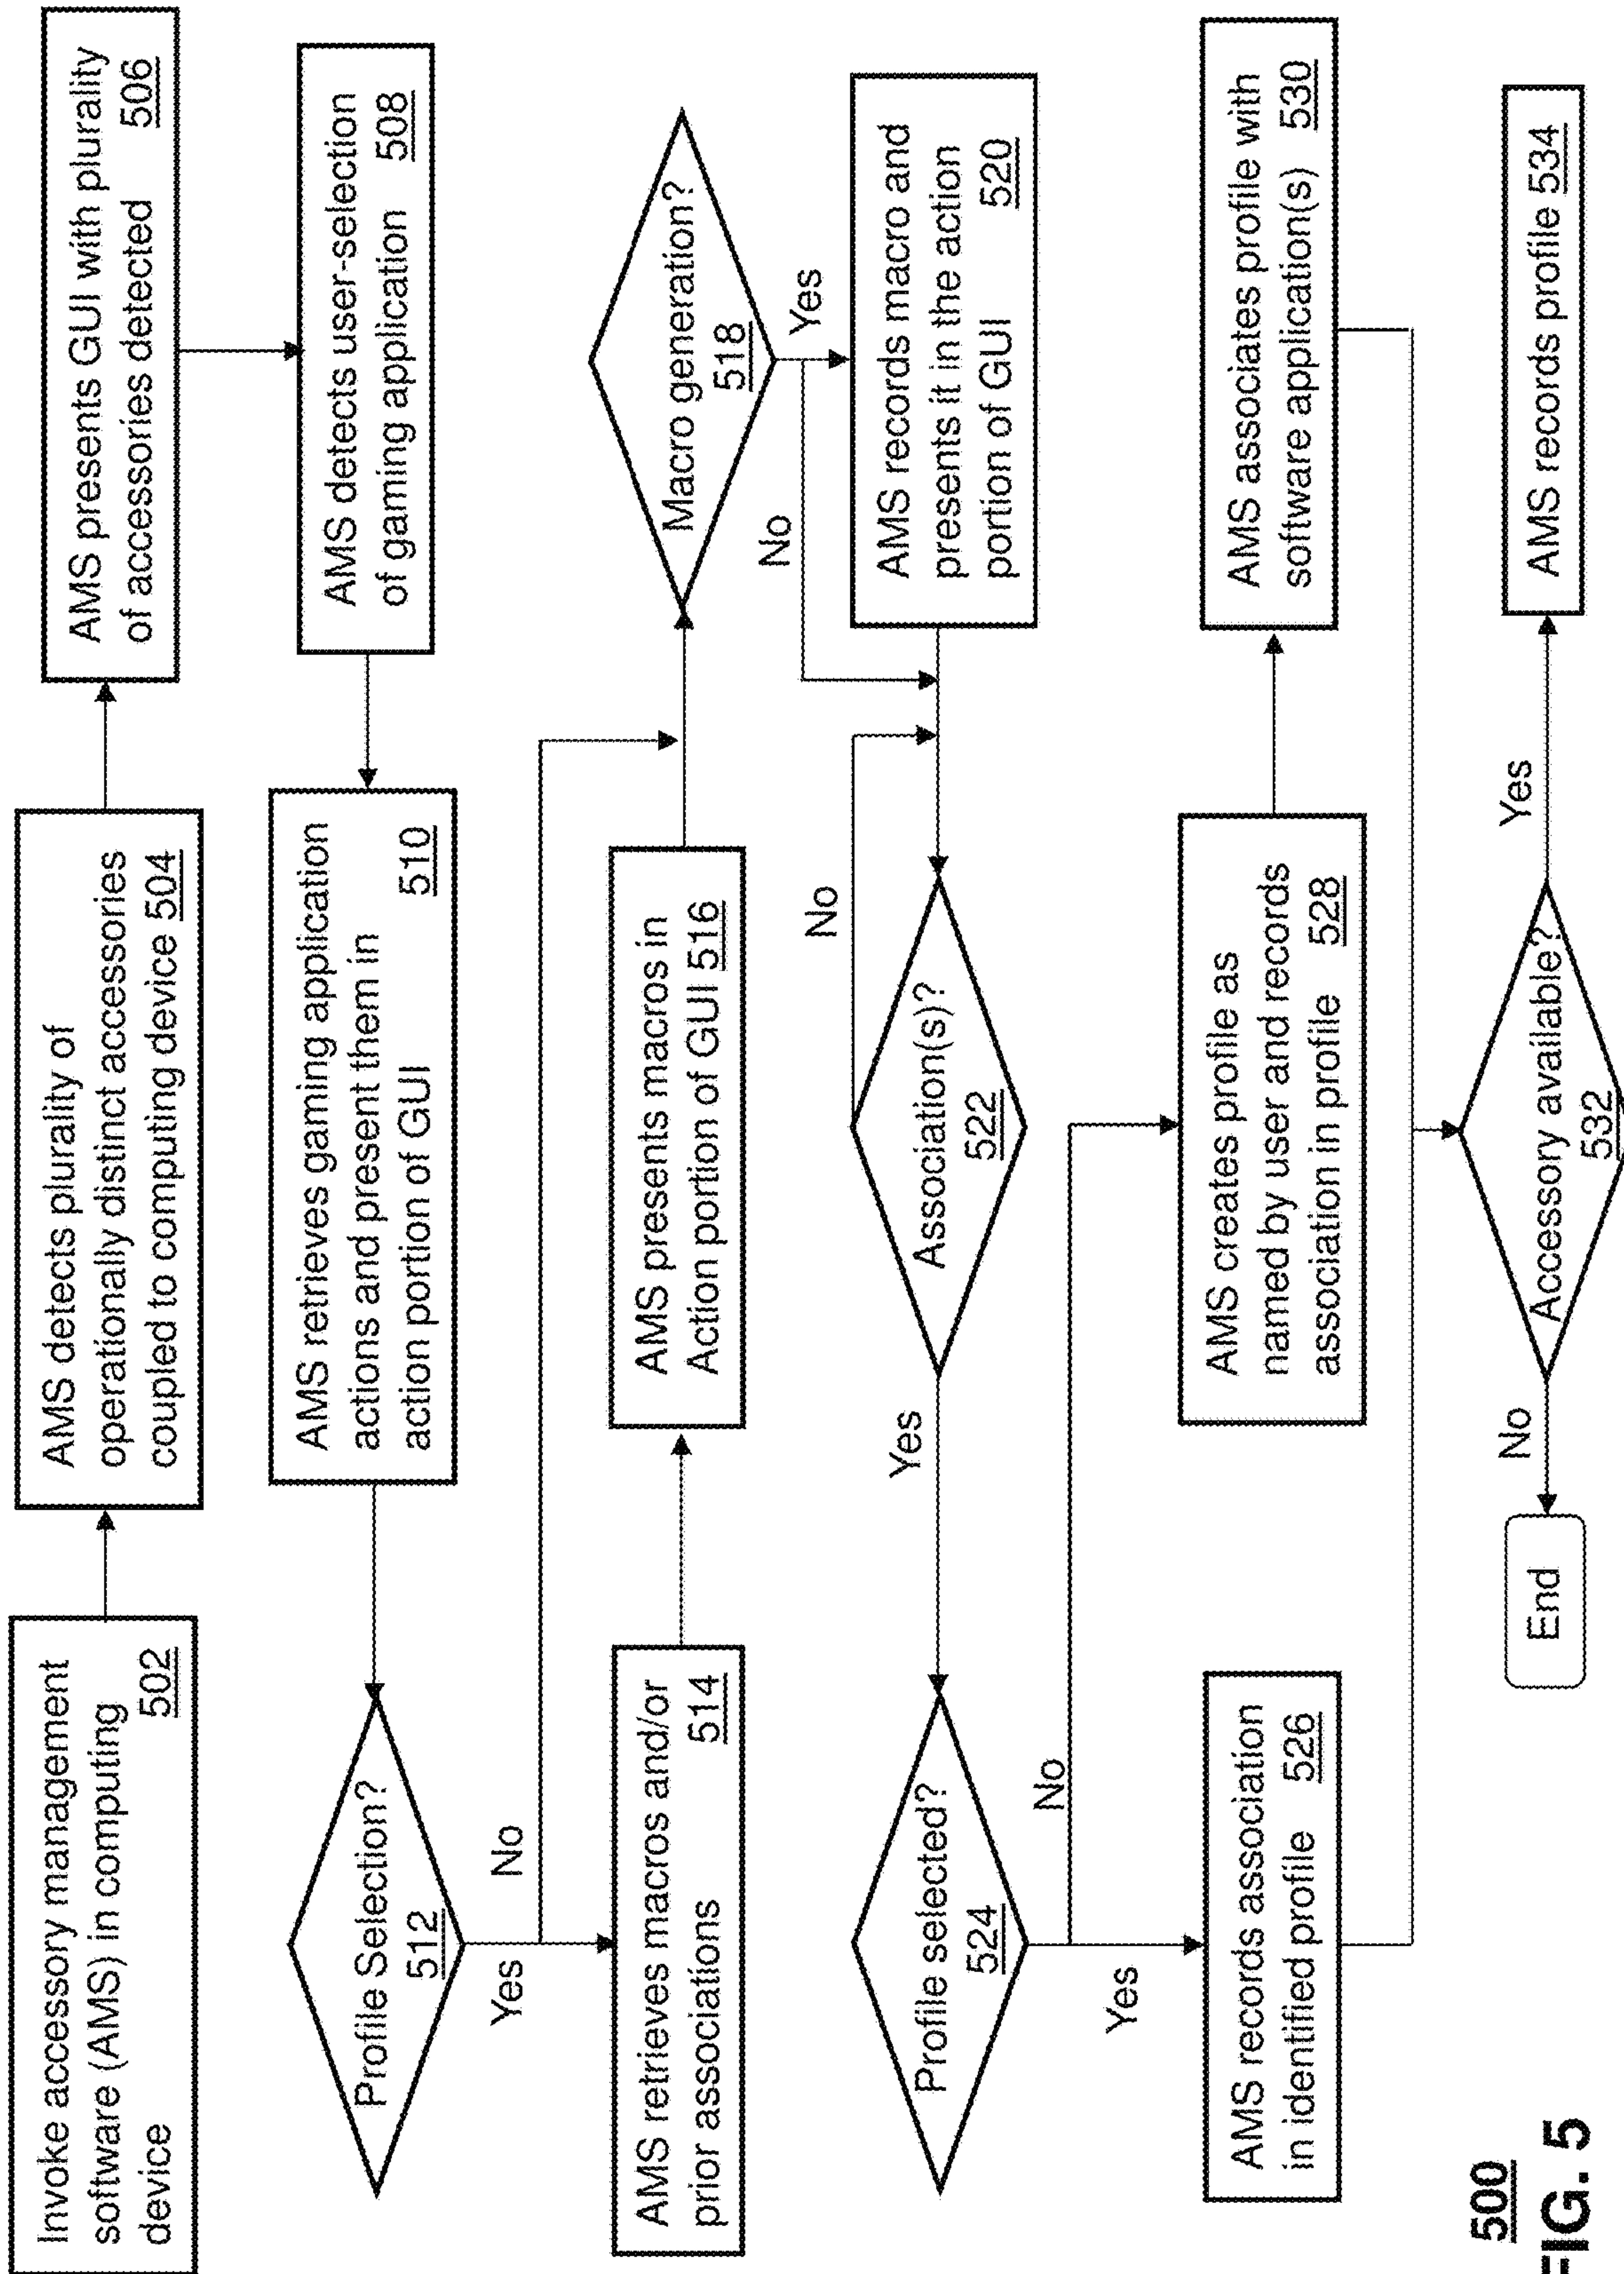 Invoke accessory management
software (AMS) in computing
device 502
AMS detects plurality of
operationally distinct accessories
coupled to computing device 504
AMS presents GUI with plurality
of accessories detected 506
AMS detects user-selection
of gaming application 508
AMS retrieves gaming application
actions and present them in
action portion of GUI 510
Profile Selection?
512
Yes
No
AMS retrieves macros and/or
prior associations 514
AMS presents macros in
Action portion of GUI 516
Macro generation?
518
No
Yes
AMS records macro and
presents it in the action
portion of GUI 520
Association(s)?
522
No
Yes
Profile selected?
524
Yes
No
AMS records association
in identified profile 526
AMS creates profile as
named by user and records
association in profile 528
AMS associates profile with
software application(s) 530
Accessory available?
532
No
Yes
End
AMS records profile 534
500
FIG. 5